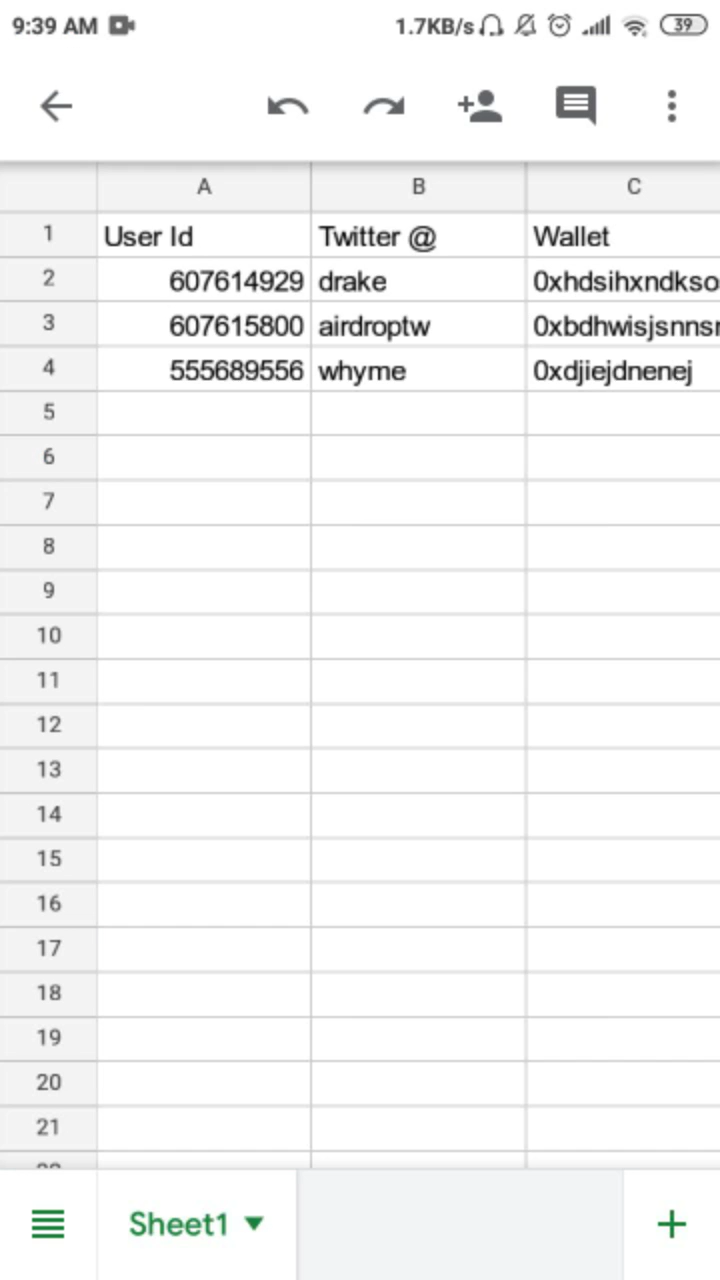 9:39 AM 1.7KB/s 39
A B C
1 User Id Twitter @ Wallet
2 607614929 drake 0xhdsihxndkso
3 607615800 airdroptw 0xbdhwisjsnnsr
4 555689556 whyme 0xdjiejdnenej
5
6
7
8
9
10
11
12
13
14
15
16
17
18
19
20
21
Sheet1